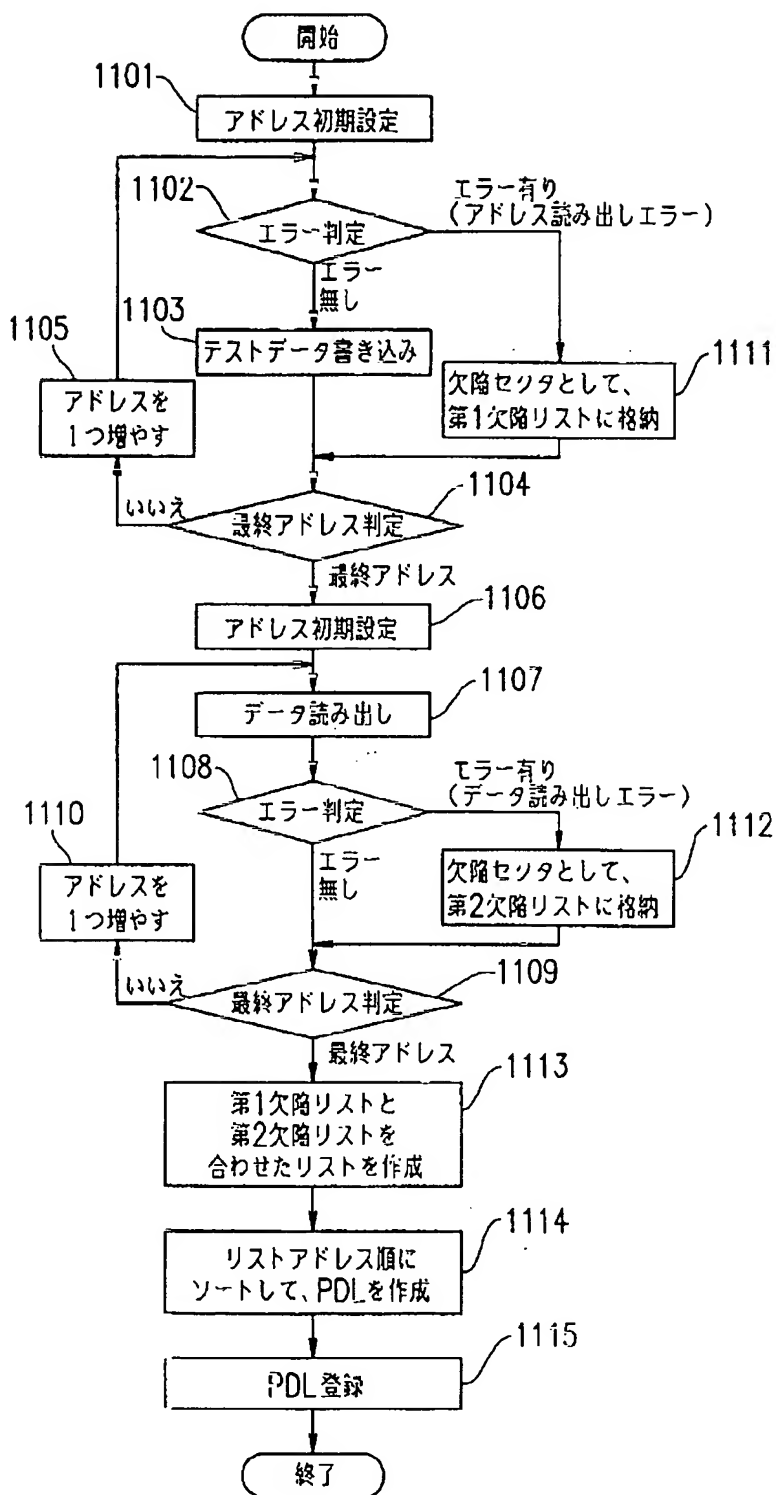 開始
1101
アドレス初期設定
1102
エラー判定
エラー有り
(アドレス読み出しエラー)
エラー
無し
1103
テストデータ書き込み
1105
アドレスを
1つ増やす
1111
欠陥セクタとして、
第1欠陥リストに格納
いいえ
1104
最終アドレス判定
最終アドレス
1106
アドレス初期設定
1107
データ読み出し
1108
エラー判定
エラー有り
(データ読み出しエラー)
エラー
無し
1110
アドレスを
1つ増やす
1112
欠陥セクタとして、
第2欠陥リストに格納
いいえ
1109
最終アドレス判定
最終アドレス
1113
第1欠陥リストと
第2欠陥リストを
合わせたリストを作成
1114
リストアドレス順に
ソートして、PDLを作成
1115
PDL登録
終了